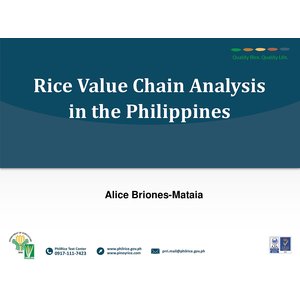 Quality Rice. Quality Life.
Rice Value Chain Analysis
in the Philippines
Alice Briones-Mataia
PhilRice Text Center
0917-111-7423
www.philrice.gov.ph
www.pinoyrice.com
prri.mail@philrice.gov.ph